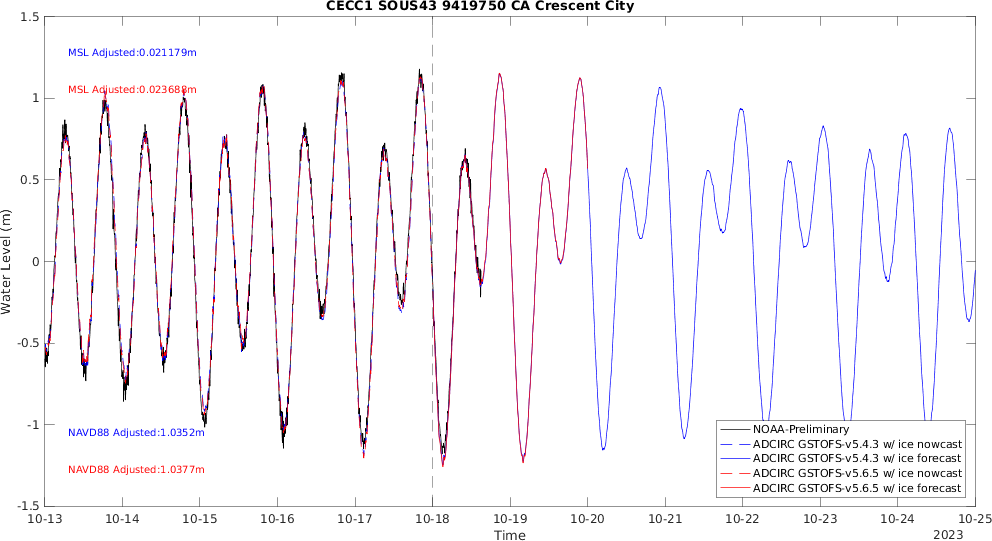 CECC1 SOUS43 9419750 CA Crescent City
1.5
1
0.5
0
-0.5
-1
-1.5
Water Level (m)
MSL Adjusted:0.021179m
MSL Adjusted:0.023688m
NAVD88 Adjusted:1.0352m
NAVD88 Adjusted:1.0377m
NOAA-Preliminary
ADCIRC GSTOFS-v5.4.3 w/ ice nowcast
ADCIRC GSTOFS-v5.4.3 w/ ice forecast
ADCIRC GSTOFS-v5.6.5 w/ ice nowcast
ADCIRC GSTOFS-v5.6.5 w/ ice forecast
10-13 10-14 10-15 10-16 10-17 10-18 10-19 10-20 10-21 10-22 10-23 10-24 10-25
Time
2023